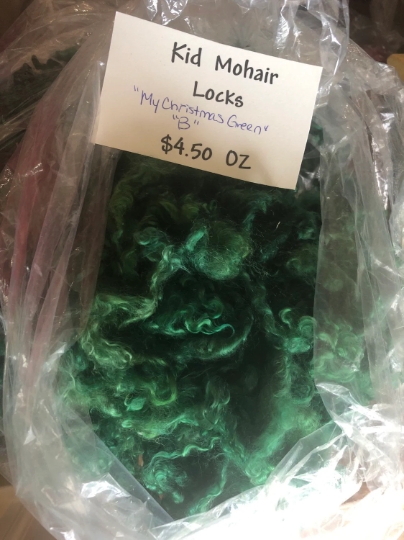 Kid Mohair
Locks
"My Christmas Green"
"B"
$4.50 OZ